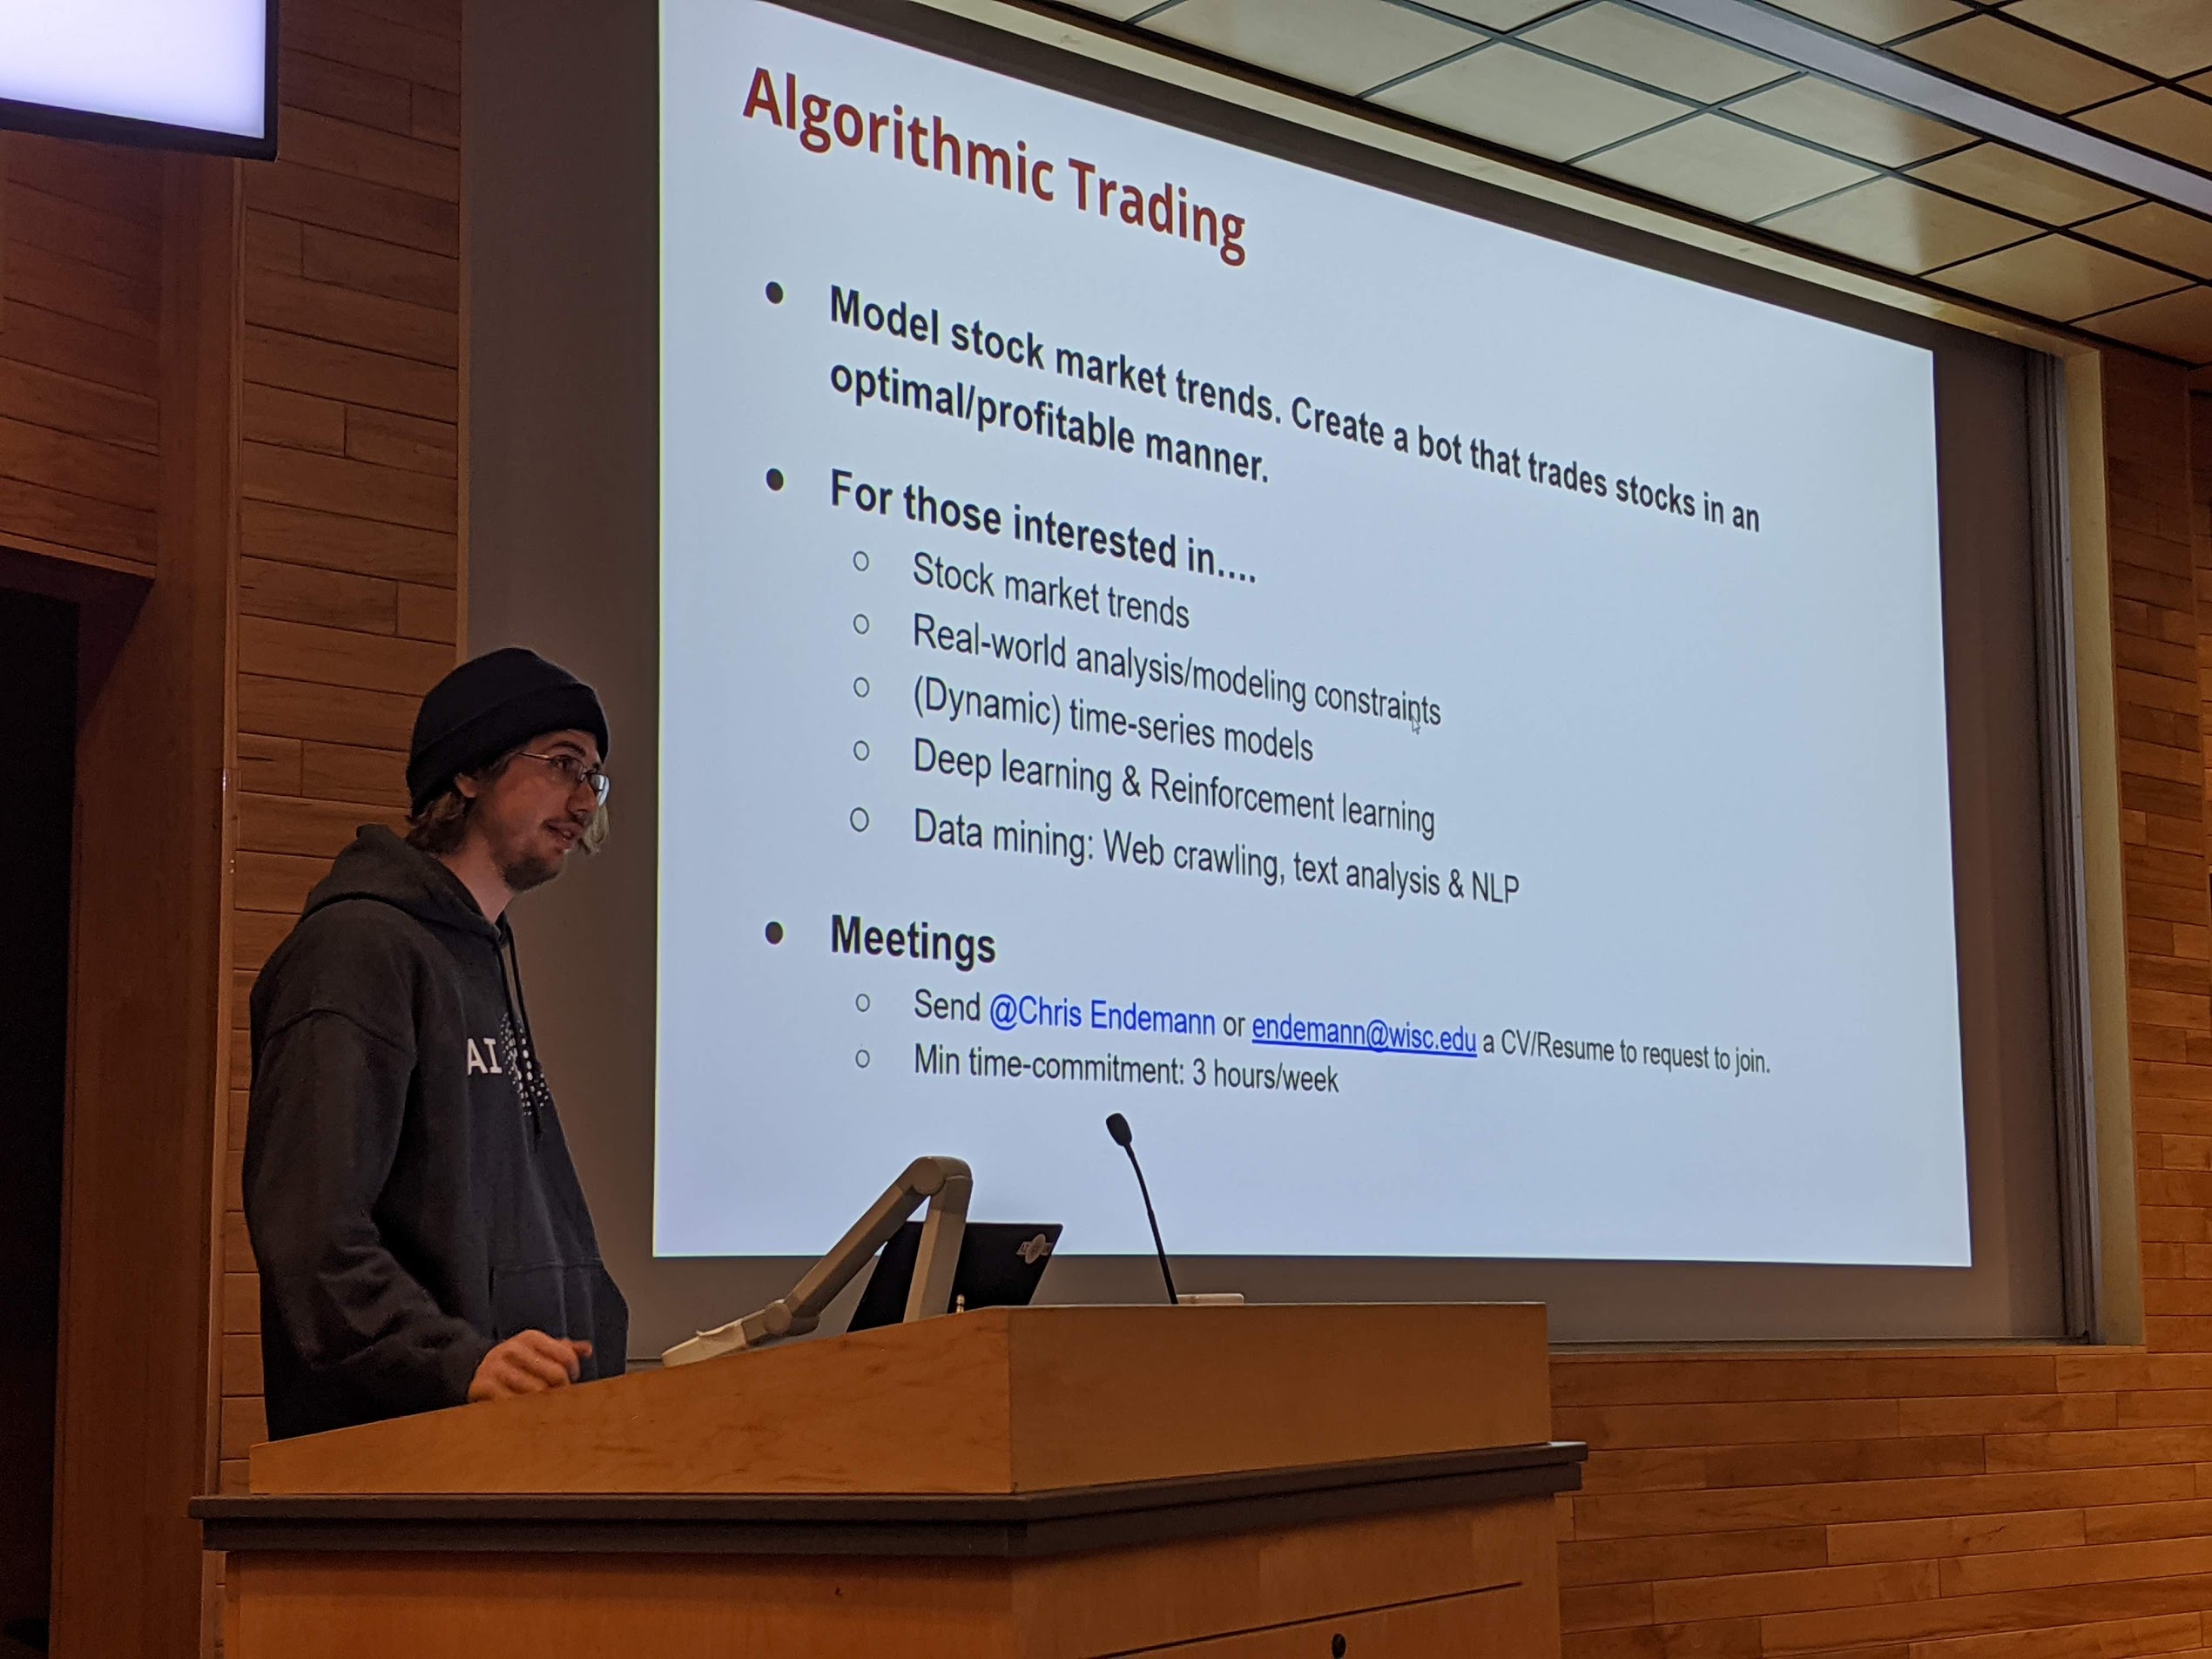 Algorithmic Trading
● Model stock market trends. Create a bot that trades stocks in an
optimal/profitable manner.
● For those interested in....
○ Stock market trends
○ Real-world analysis/modeling constraints
○ (Dynamic) time-series models
○ Deep learning & Reinforcement learning
○ Data mining: Web crawling, text analysis & NLP
● Meetings
○ Send @Chris Endemann or endemann@wisc.edu a CV/Resume to request to join.
○ Min time-commitment: 3 hours/week
AI